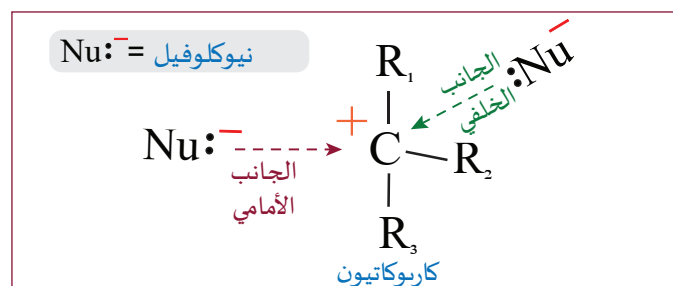 Nu:⁻ = نيوكلوفيل
R₁
الجانب
الخلفي
:Nu⁻
+
Nu:⁻
C
R₂
الجانب
الأمامي
R₃
كاربوكاتيون